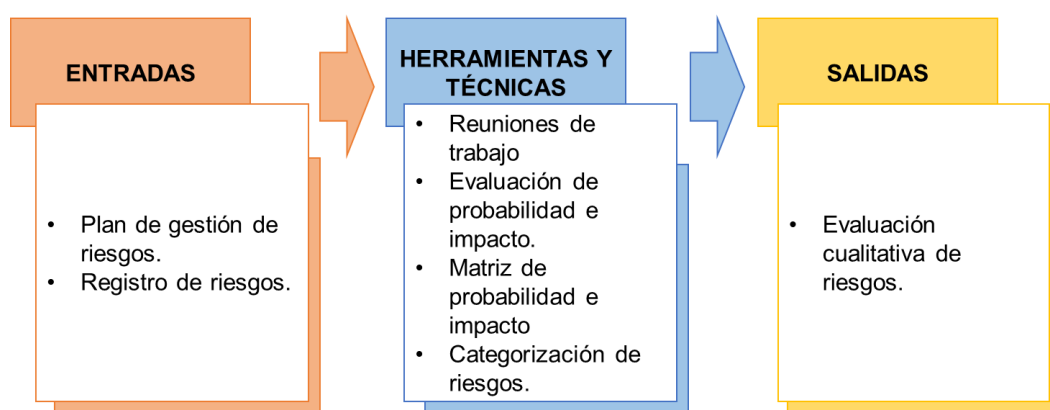 ENTRADAS
• Plan de gestión de
riesgos.
• Registro de riesgos.
HERRAMIENTAS Y
TÉCNICAS
• Reuniones de
trabajo
• Evaluación de
probabilidad e
impacto.
• Matriz de
probabilidad e
impacto
• Categorización de
riesgos.
SALIDAS
• Evaluación
cualitativa de
riesgos.